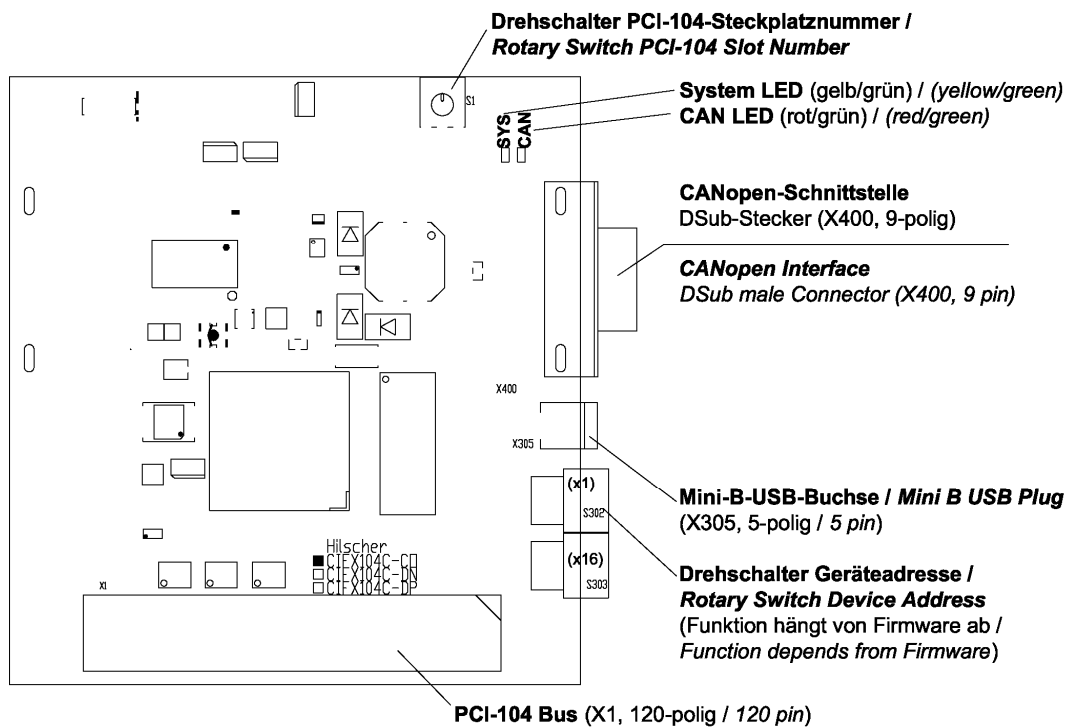 Drehschalter PCI-104-Steckplatznummer /
Rotary Switch PCI-104 Slot Number
S1
System LED (gelb/grün) / (yellow/green)
CAN LED (rot/grün) / (red/green)
SYS
CAN
CANopen-Schnittstelle
DSub-Stecker (X400, 9-polig)
CANopen Interface
DSub male Connector (X400, 9 pin)
X400
X305
Mini-B-USB-Buchse / Mini B USB Plug
(X305, 5-polig / 5 pin)
(x1)
S302
(x16)
S303
Drehschalter Geräteadresse /
Rotary Switch Device Address
(Funktion hängt von Firmware ab /
Function depends from Firmware)
Hilscher
CIFX104C-CO
CIFX104C-DN
CIFX104C-DP
X1
PCI-104 Bus (X1, 120-polig / 120 pin)